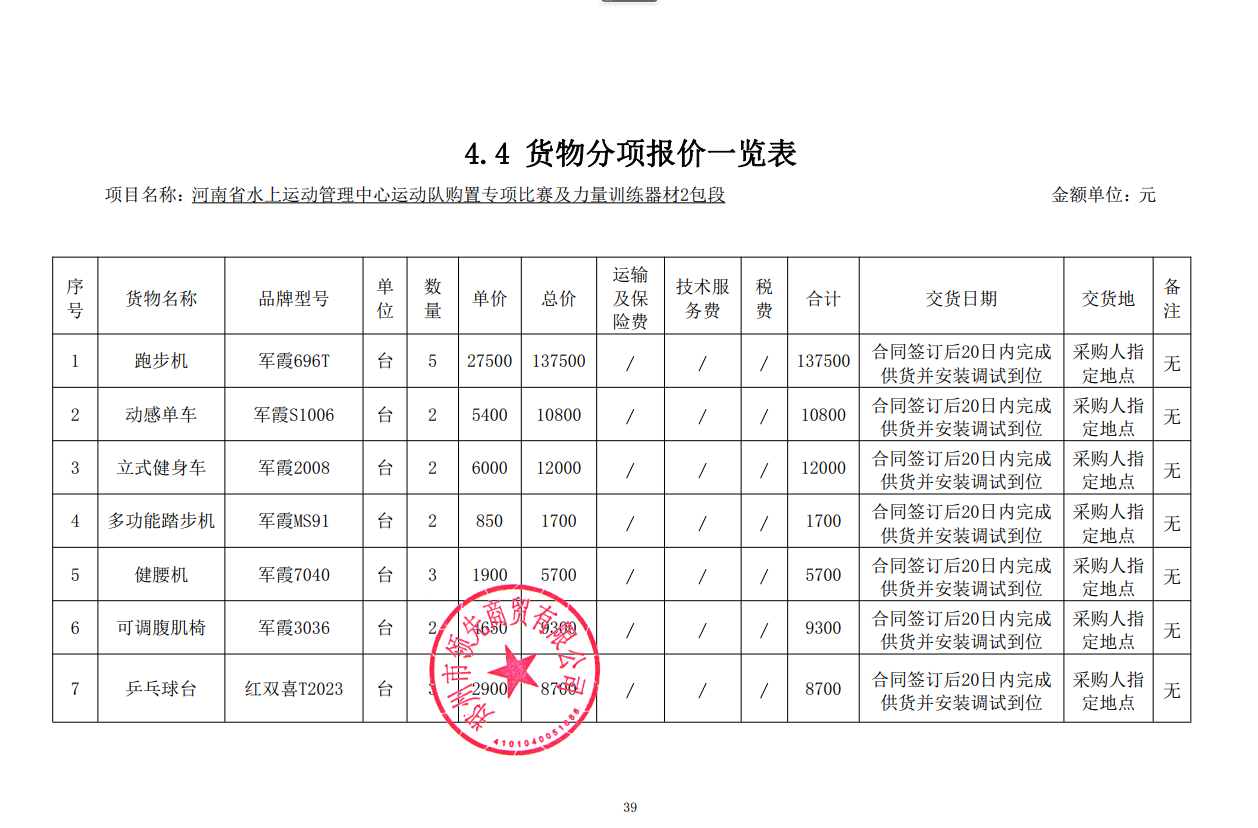 4.4 货物分项报价一览表
项目名称：河南省水上运动管理中心运动队购置专项比赛及力量训练器材2包段 金额单位：元
序号 货物名称 品牌型号 单位 数量 单价 总价 运输及保险费 技术服务费 税费 合计 交货日期 交货地 备注
1 跑步机 军霞696T 台 5 27500 137500 / / / 137500 合同签订后20日内完成供货并安装调试到位 采购人指定地点 无
2 动感单车 军霞S1006 台 2 5400 10800 / / / 10800 合同签订后20日内完成供货并安装调试到位 采购人指定地点 无
3 立式健身车 军霞2008 台 2 6000 12000 / / / 12000 合同签订后20日内完成供货并安装调试到位 采购人指定地点 无
4 多功能踏步机 军霞MS91 台 2 850 1700 / / / 1700 合同签订后20日内完成供货并安装调试到位 采购人指定地点 无
5 健腰机 军霞7040 台 3 1900 5700 / / / 5700 合同签订后20日内完成供货并安装调试到位 采购人指定地点 无
6 可调腹肌椅 军霞3036 台 2 4650 9300 / / / 9300 合同签订后20日内完成供货并安装调试到位 采购人指定地点 无
7 乒乓球台 红双喜T2023 台 3 2900 8700 / / / 8700 合同签订后20日内完成供货并安装调试到位 采购人指定地点 无
郑州市领先商贸有限公司
39